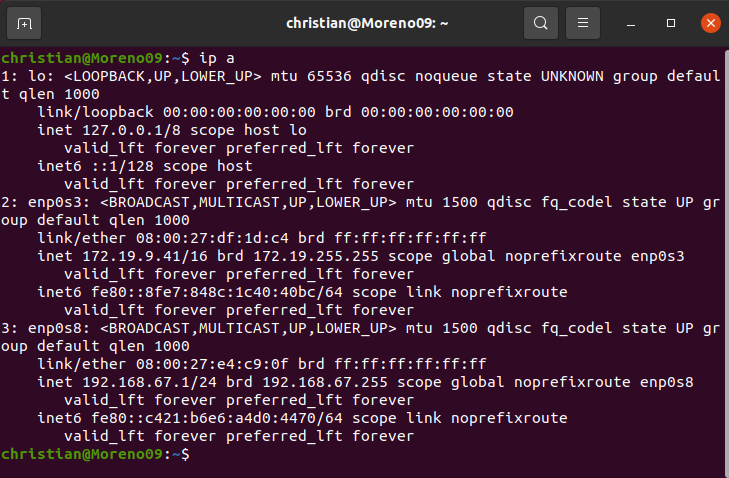 christian@Moreno09: ~
christian@Moreno09:~$ ip a
1: lo: <LOOPBACK,UP,LOWER_UP> mtu 65536 qdisc noqueue state UNKNOWN group defaul
t qlen 1000
    link/loopback 00:00:00:00:00:00 brd 00:00:00:00:00:00
    inet 127.0.0.1/8 scope host lo
       valid_lft forever preferred_lft forever
    inet6 ::1/128 scope host
       valid_lft forever preferred_lft forever
2: enp0s3: <BROADCAST,MULTICAST,UP,LOWER_UP> mtu 1500 qdisc fq_codel state UP gr
oup default qlen 1000
    link/ether 08:00:27:df:1d:c4 brd ff:ff:ff:ff:ff:ff
    inet 172.19.9.41/16 brd 172.19.255.255 scope global noprefixroute enp0s3
       valid_lft forever preferred_lft forever
    inet6 fe80::8fe7:848c:1c40:40bc/64 scope link noprefixroute
       valid_lft forever preferred_lft forever
3: enp0s8: <BROADCAST,MULTICAST,UP,LOWER_UP> mtu 1500 qdisc fq_codel state UP gr
oup default qlen 1000
    link/ether 08:00:27:e4:c9:0f brd ff:ff:ff:ff:ff:ff
    inet 192.168.67.1/24 brd 192.168.67.255 scope global noprefixroute enp0s8
       valid_lft forever preferred_lft forever
    inet6 fe80::c421:b6e6:a4d0:4470/64 scope link noprefixroute
       valid_lft forever preferred_lft forever
christian@Moreno09:~$